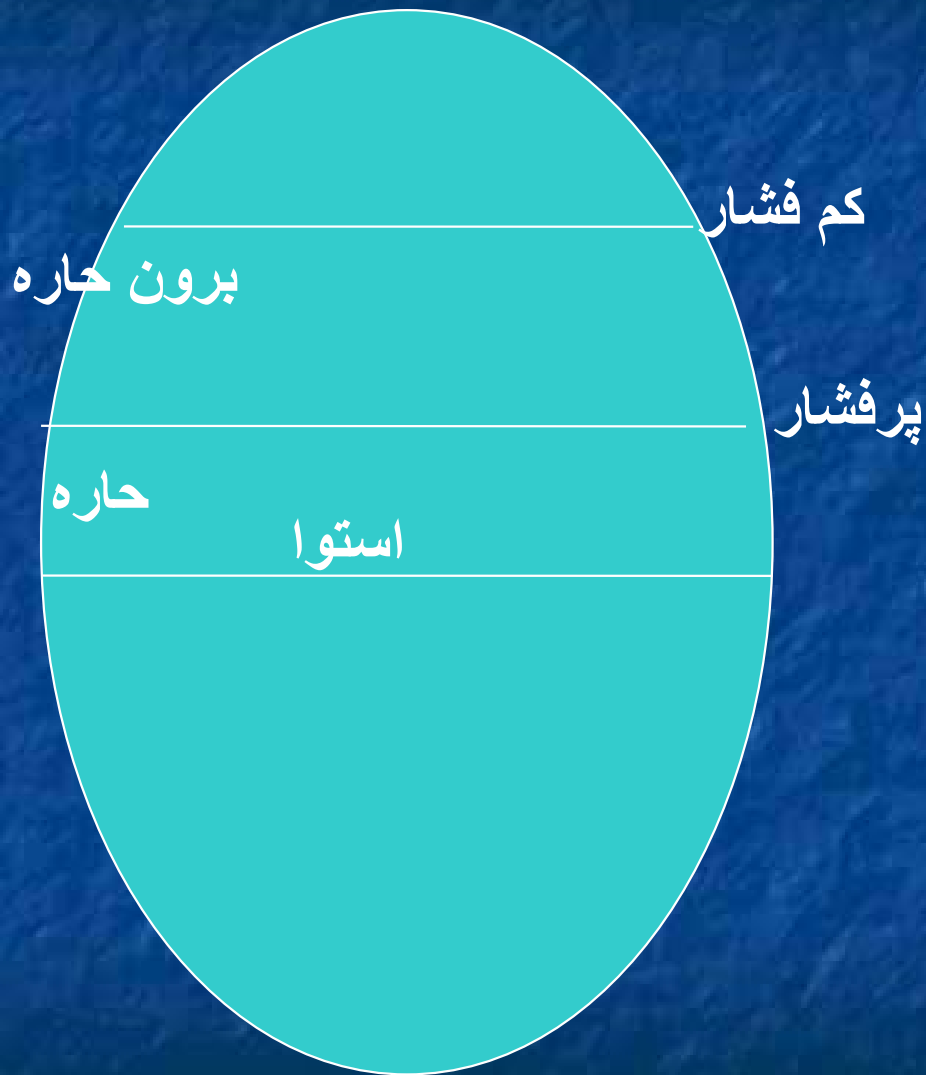 کم فشار
برون حاره
پرفشار
حاره
استوا